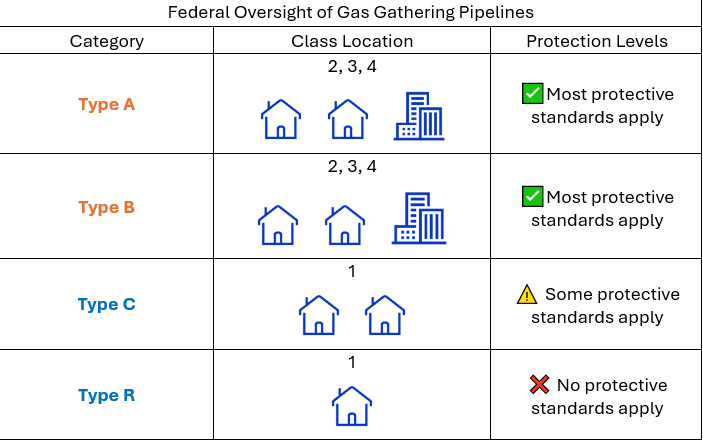 Federal Oversight of Gas Gathering Pipelines
Category
Class Location
Protection Levels
Type A
2, 3, 4
Most protective
standards apply
Type B
2, 3, 4
Most protective
standards apply
Type C
1
Some protective
standards apply
Type R
1
No protective
standards apply